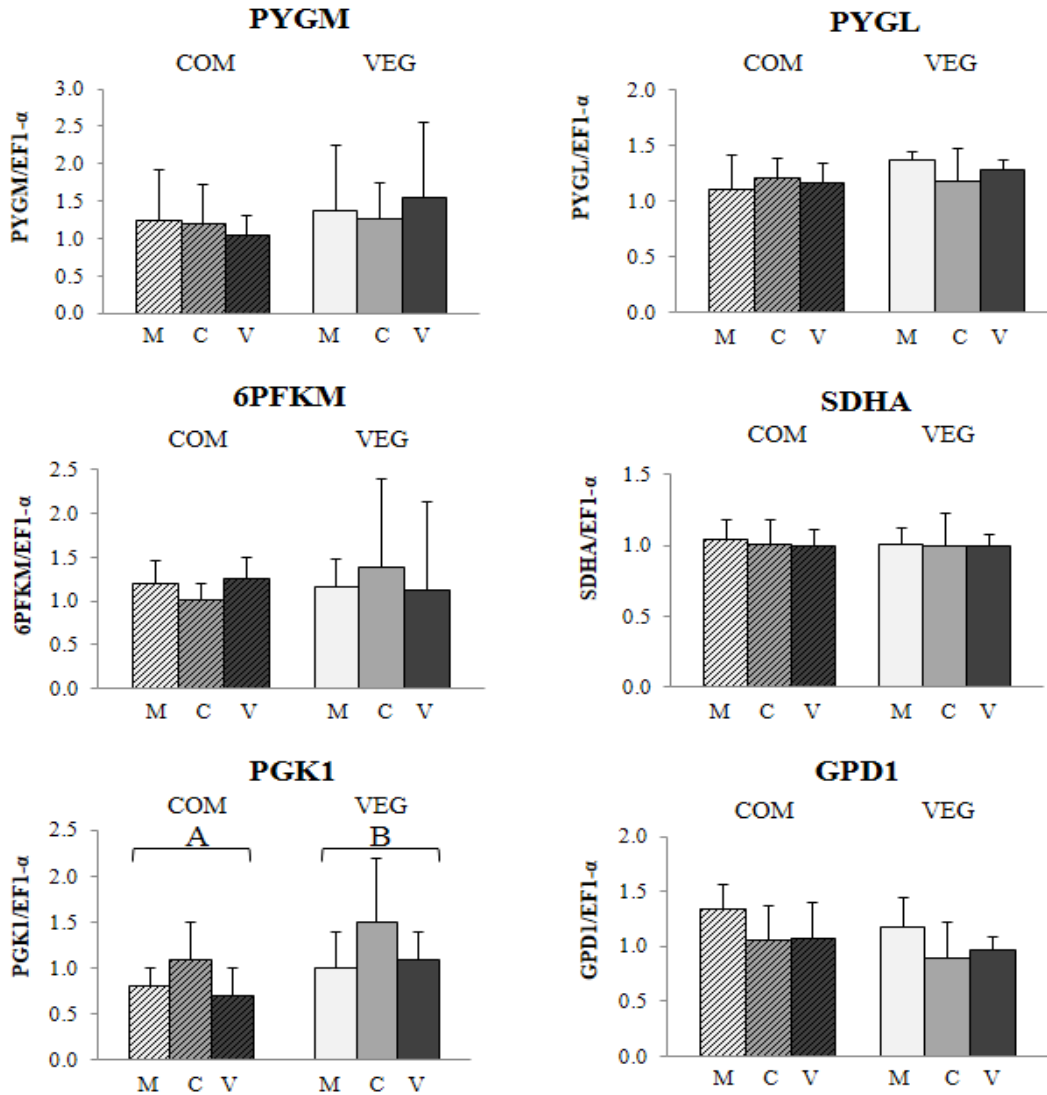 PYGM
COM VEG
PYGM/EF1-α
3.0
2.5
2.0
1.5
1.0
0.5
0.0
M C V M C V
PYGL
COM VEG
PYGL/EF1-α
2.0
1.5
1.0
0.5
0.0
M C V M C V
6PFKM
COM VEG
6PFKM/EF1-α
2.5
2.0
1.5
1.0
0.5
0.0
M C V M C V
SDHA
COM VEG
SDHA/EF1-α
1.5
1.0
0.5
0.0
M C V M C V
PGK1
COM VEG
A B
PGK1/EF1-α
2.5
2.0
1.5
1.0
0.5
0.0
M C V M C V
GPD1
COM VEG
GPD1/EF1-α
2.0
1.5
1.0
0.5
0.0
M C V M C V